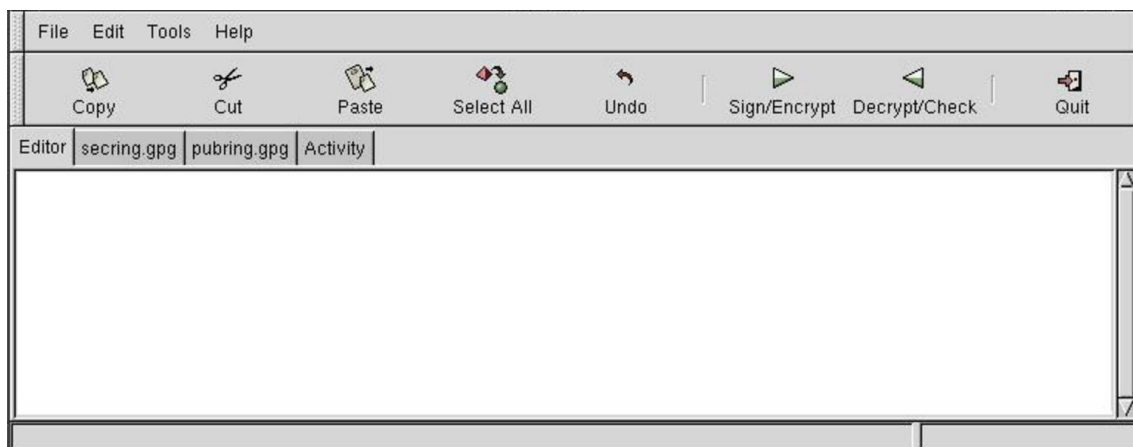 File Edit Tools Help
Copy Cut Paste Select All Undo Sign/Encrypt Decrypt/Check Quit
Editor secring.gpg pubring.gpg Activity